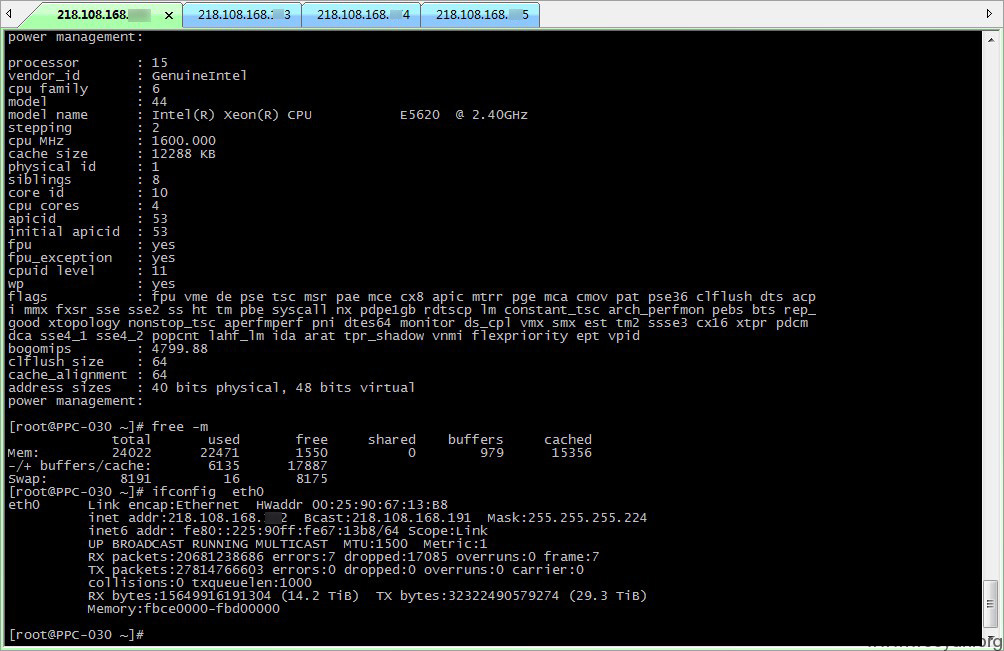 218.108.168. x 218.108.168. 3 218.108.168. 4 218.108.168. 5
power management:
processor : 15
vendor_id : GenuineIntel
cpu family : 6
model : 44
model name : Intel(R) Xeon(R) CPU E5620 @ 2.40GHz
stepping : 2
cpu MHz : 1600.000
cache size : 12288 KB
physical id : 1
siblings : 8
core id : 10
cpu cores : 4
apicid : 53
initial apicid : 53
fpu : yes
fpu_exception : yes
cpuid level : 11
wp : yes
flags : fpu vme de pse tsc msr pae mce cx8 apic mtrr pge mca cmov pat pse36 clflush dts acp
i mmx fxsr sse sse2 ss ht tm pbe syscall nx pdpe1gb rdtscp lm constant_tsc arch_perfmon pebs bts rep_
good xtopology nonstop_tsc aperfmperf pni dtes64 monitor ds_cpl vmx smx est tm2 ssse3 cx16 xtpr pdcm
dca sse4_1 sse4_2 popcnt lahf_lm ida arat tpr_shadow vnmi flexpriority ept vpid
bogomips : 4799.88
clflush size : 64
cache_alignment : 64
address sizes : 40 bits physical, 48 bits virtual
power management:
[root@PPC-030 ~]# free -m
total used free shared buffers cached
Mem: 24022 22471 1550 0 979 15356
-/+ buffers/cache: 6135 17887
Swap: 8191 16 8175
[root@PPC-030 ~]# ifconfig eth0
eth0 Link encap:Ethernet HWaddr 00:25:90:67:13:B8
inet addr:218.108.168. 2 Bcast:218.108.168.191 Mask:255.255.255.224
inet6 addr: fe80::225:90ff:fe67:13b8/64 Scope:Link
UP BROADCAST RUNNING MULTICAST MTU:1500 Metric:1
RX packets:20681238686 errors:7 dropped:17085 overruns:0 frame:7
TX packets:27814766603 errors:0 dropped:0 overruns:0 carrier:0
collisions:0 txqueuelen:1000
RX bytes:15649916191304 (14.2 TiB) TX bytes:32322490579274 (29.3 TiB)
Memory:fbce0000-fbd00000
[root@PPC-030 ~]#